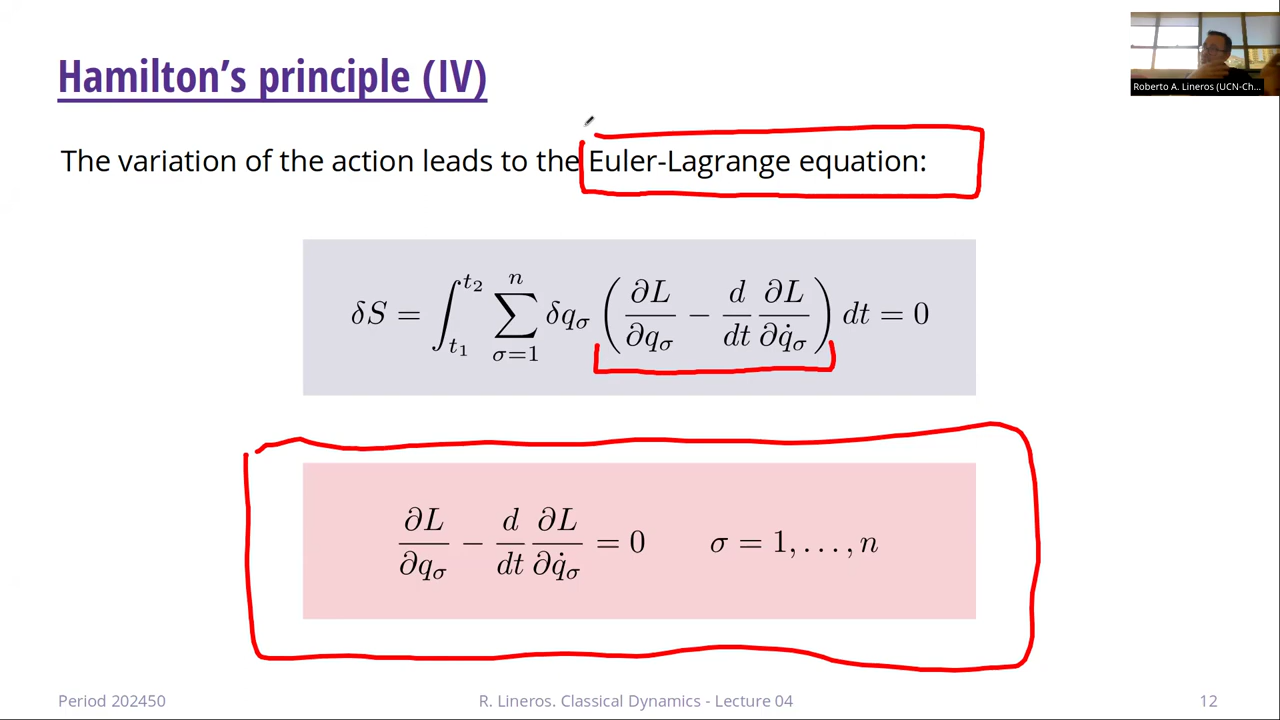 Hamilton's principle (IV)
Roberto A. Lineros (UCN-Ch...
The variation of the action leads to the Euler-Lagrange equation:
δS = ∫_{t₁}^{t₂} ∑_{σ=1}^{n} δq_σ (∂L/∂q_σ − d/dt ∂L/∂q̇_σ) dt = 0
∂L/∂q_σ − d/dt ∂L/∂q̇_σ = 0 σ = 1, . . . , n
Period 202450 R. Lineros. Classical Dynamics - Lecture 04 12